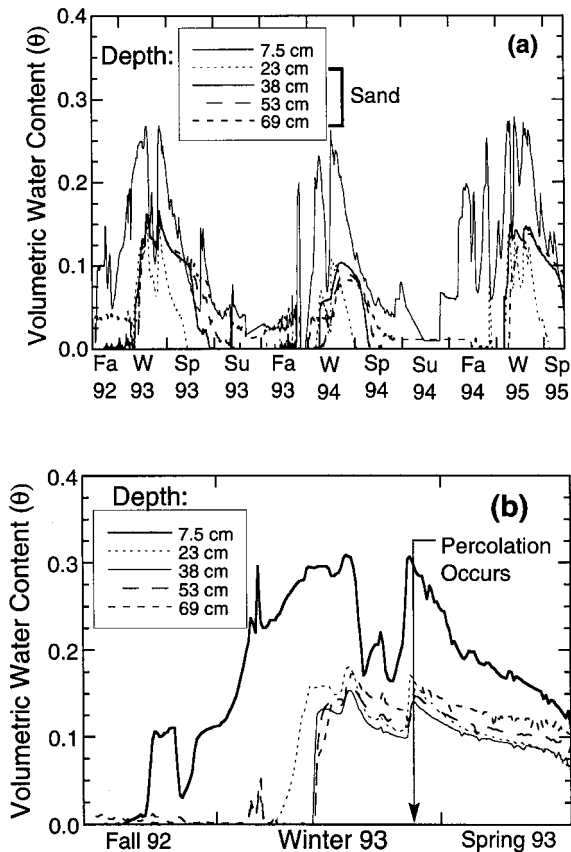 (a)
Depth:
7.5 cm
23 cm
38 cm
53 cm
69 cm
Sand
Volumetric Water Content (θ)
0.4
0.3
0.2
0.1
0.0
Fa W Sp Su Fa W Sp Su Fa W Sp
92 93 93 93 93 94 94 94 94 95 95
(b)
Depth:
7.5 cm
23 cm
38 cm
53 cm
69 cm
Percolation
Occurs
Volumetric Water Content (θ)
0.4
0.3
0.2
0.1
0.0
Fall 92 Winter 93 Spring 93